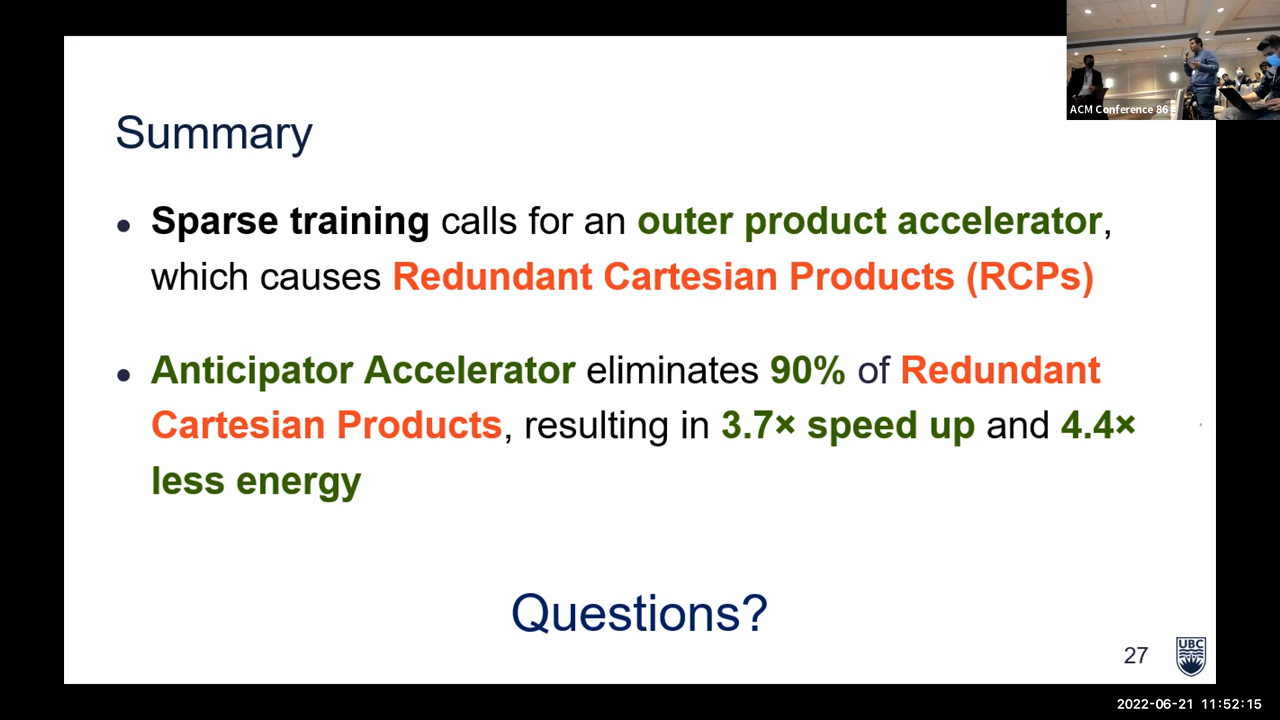 ACM Conference 86
Summary
• Sparse training calls for an outer product accelerator,
which causes Redundant Cartesian Products (RCPs)
• Anticipator Accelerator eliminates 90% of Redundant
Cartesian Products, resulting in 3.7× speed up and 4.4×
less energy
Questions?
27
UBC
2022-06-21 11:52:15